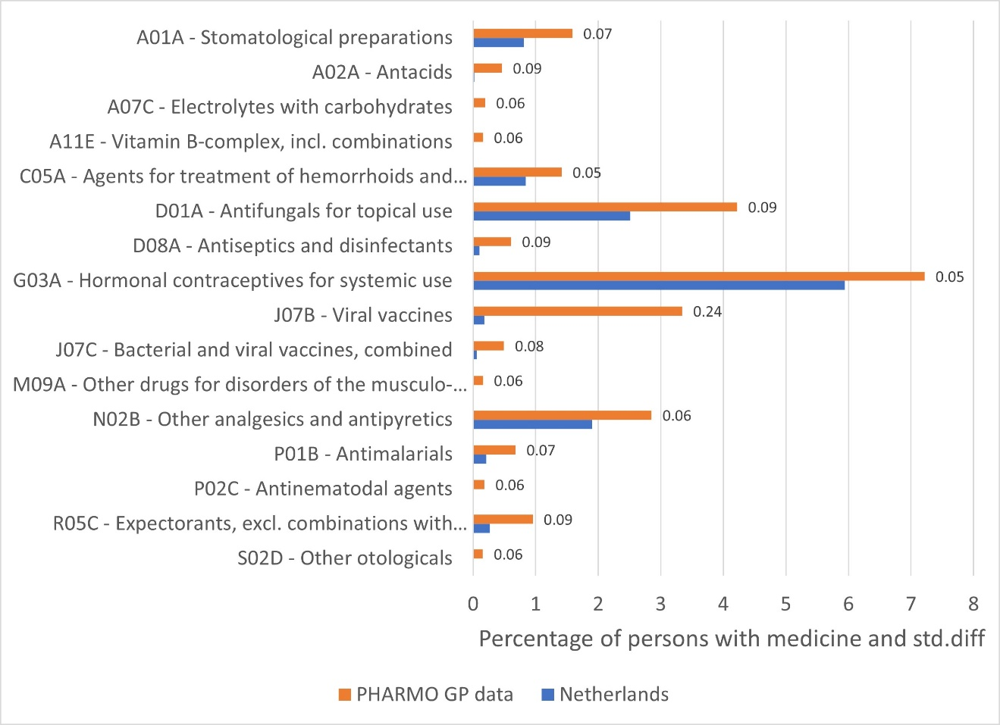 A01A - Stomatological preparations 0.07
A02A - Antacids 0.09
A07C - Electrolytes with carbohydrates 0.06
A11E - Vitamin B-complex, incl. combinations 0.06
C05A - Agents for treatment of hemorrhoids and... 0.05
D01A - Antifungals for topical use 0.09
D08A - Antiseptics and disinfectants 0.09
G03A - Hormonal contraceptives for systemic use 0.05
J07B - Viral vaccines 0.24
J07C - Bacterial and viral vaccines, combined 0.08
M09A - Other drugs for disorders of the musculo-... 0.06
N02B - Other analgesics and antipyretics 0.06
P01B - Antimalarials 0.07
P02C - Antinematodal agents 0.06
R05C - Expectorants, excl. combinations with... 0.09
S02D - Other otologicals 0.06
0 1 2 3 4 5 6 7 8
Percentage of persons with medicine and std.diff
PHARMO GP data Netherlands